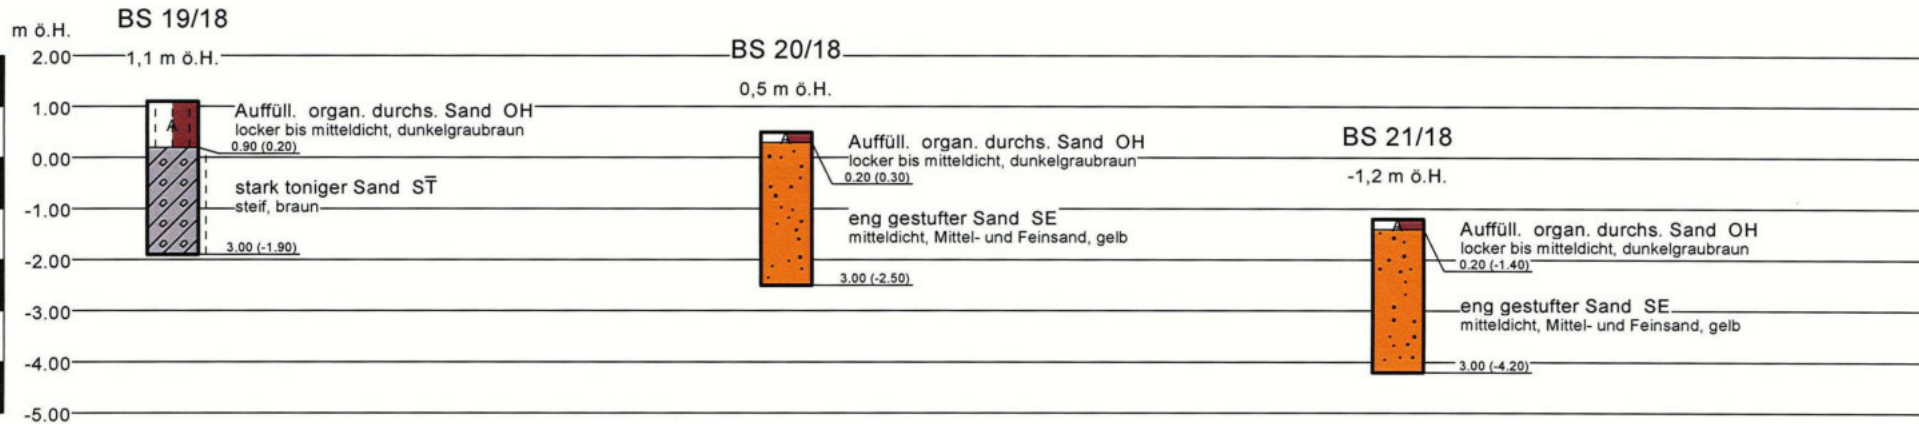 m ö.H.
2.00
1.00
0.00
-1.00
-2.00
-3.00
-4.00
-5.00
BS 19/18
1,1 m ö.H.
A
Auffüll. organ. durchs. Sand OH
locker bis mitteldicht, dunkelgraubraun
0.90 (0.20)
stark toniger Sand ST̅
steif, braun
3.00 (-1.90)
BS 20/18
0,5 m ö.H.
A
Auffüll. organ. durchs. Sand OH
locker bis mitteldicht, dunkelgraubraun
0.20 (0.30)
eng gestufter Sand SE
mitteldicht, Mittel- und Feinsand, gelb
3.00 (-2.50)
BS 21/18
-1,2 m ö.H.
A
Auffüll. organ. durchs. Sand OH
locker bis mitteldicht, dunkelgraubraun
0.20 (-1.40)
eng gestufter Sand SE
mitteldicht, Mittel- und Feinsand, gelb
3.00 (-4.20)